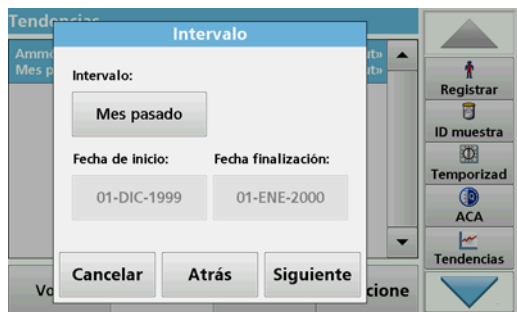 Tendencias
Intervalo
Intervalo:
Mes pasado
Fecha de inicio: Fecha finalización:
01-DIC-1999 01-ENE-2000
Cancelar Atrás Siguiente
Registrar
ID muestra
Temporizad
ACA
Tendencias